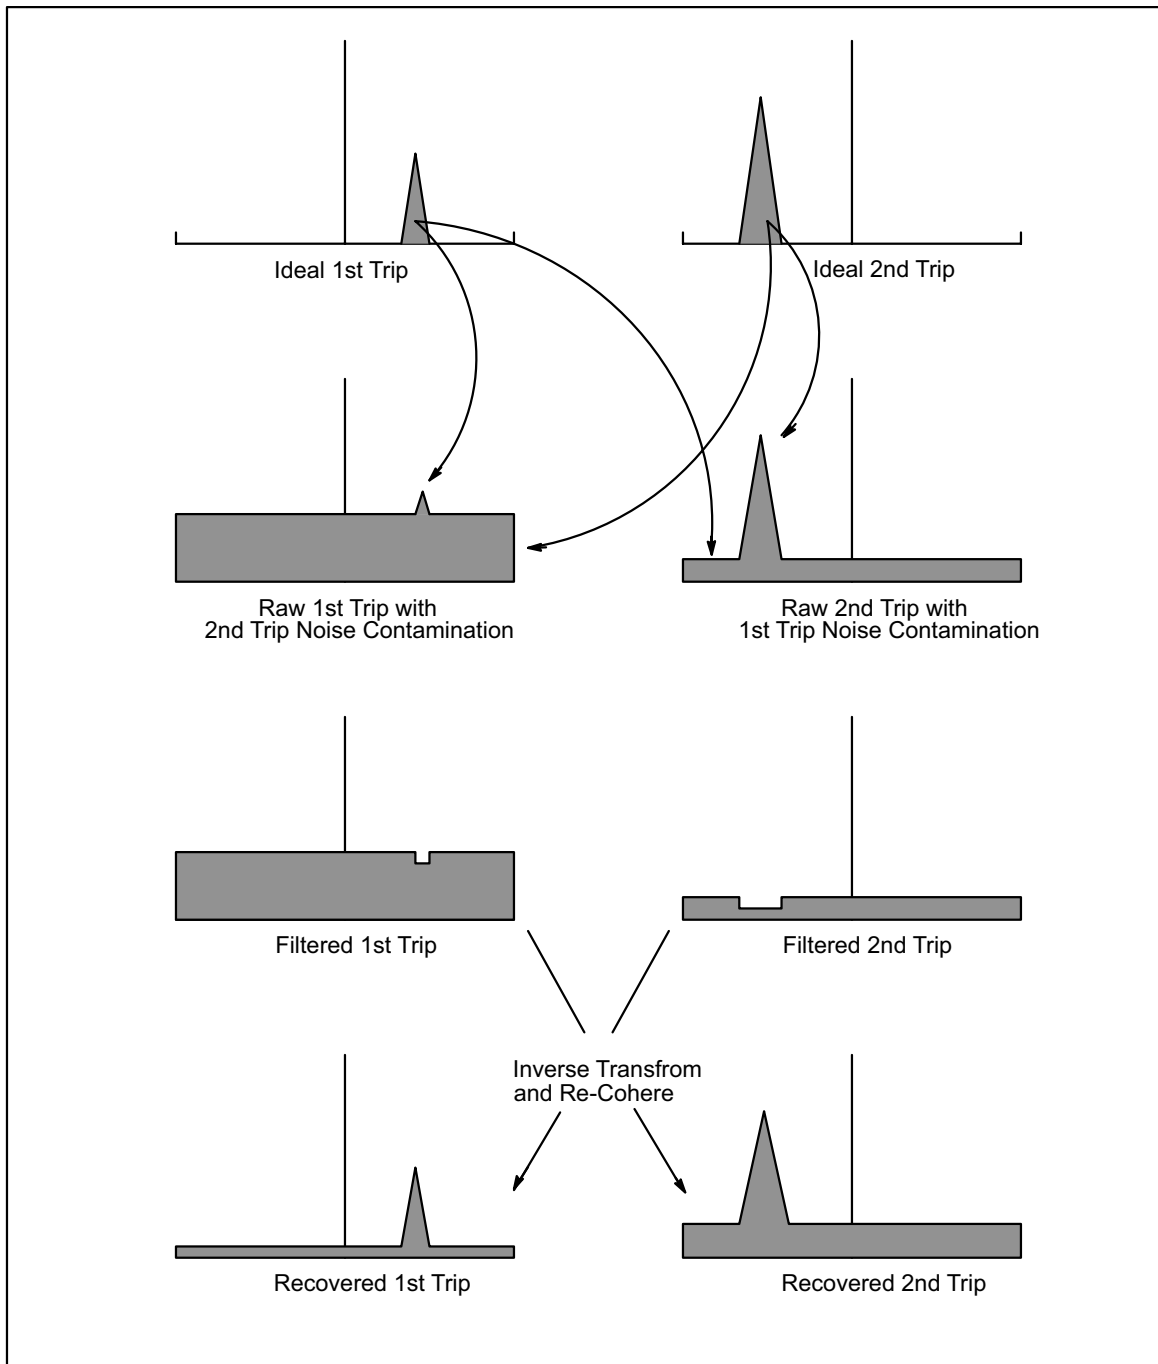 Ideal 1st Trip
Ideal 2nd Trip
Raw 1st Trip with
2nd Trip Noise Contamination
Raw 2nd Trip with
1st Trip Noise Contamination
Filtered 1st Trip
Filtered 2nd Trip
Inverse Transfrom
and Re-Cohere
Recovered 1st Trip
Recovered 2nd Trip